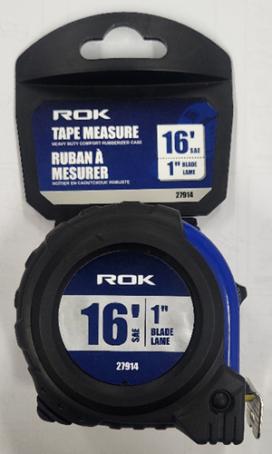 ROK
TAPE MEASURE
HEAVY DUTY COMFORT RUBBERIZED CASE
RUBAN À
MESURER
BOÎTIER EN CAOUTCHOUC ROBUSTE
16' SAE
1" BLADE
LAME
27914
ROK
16' SAE
1"
BLADE
LAME
27914